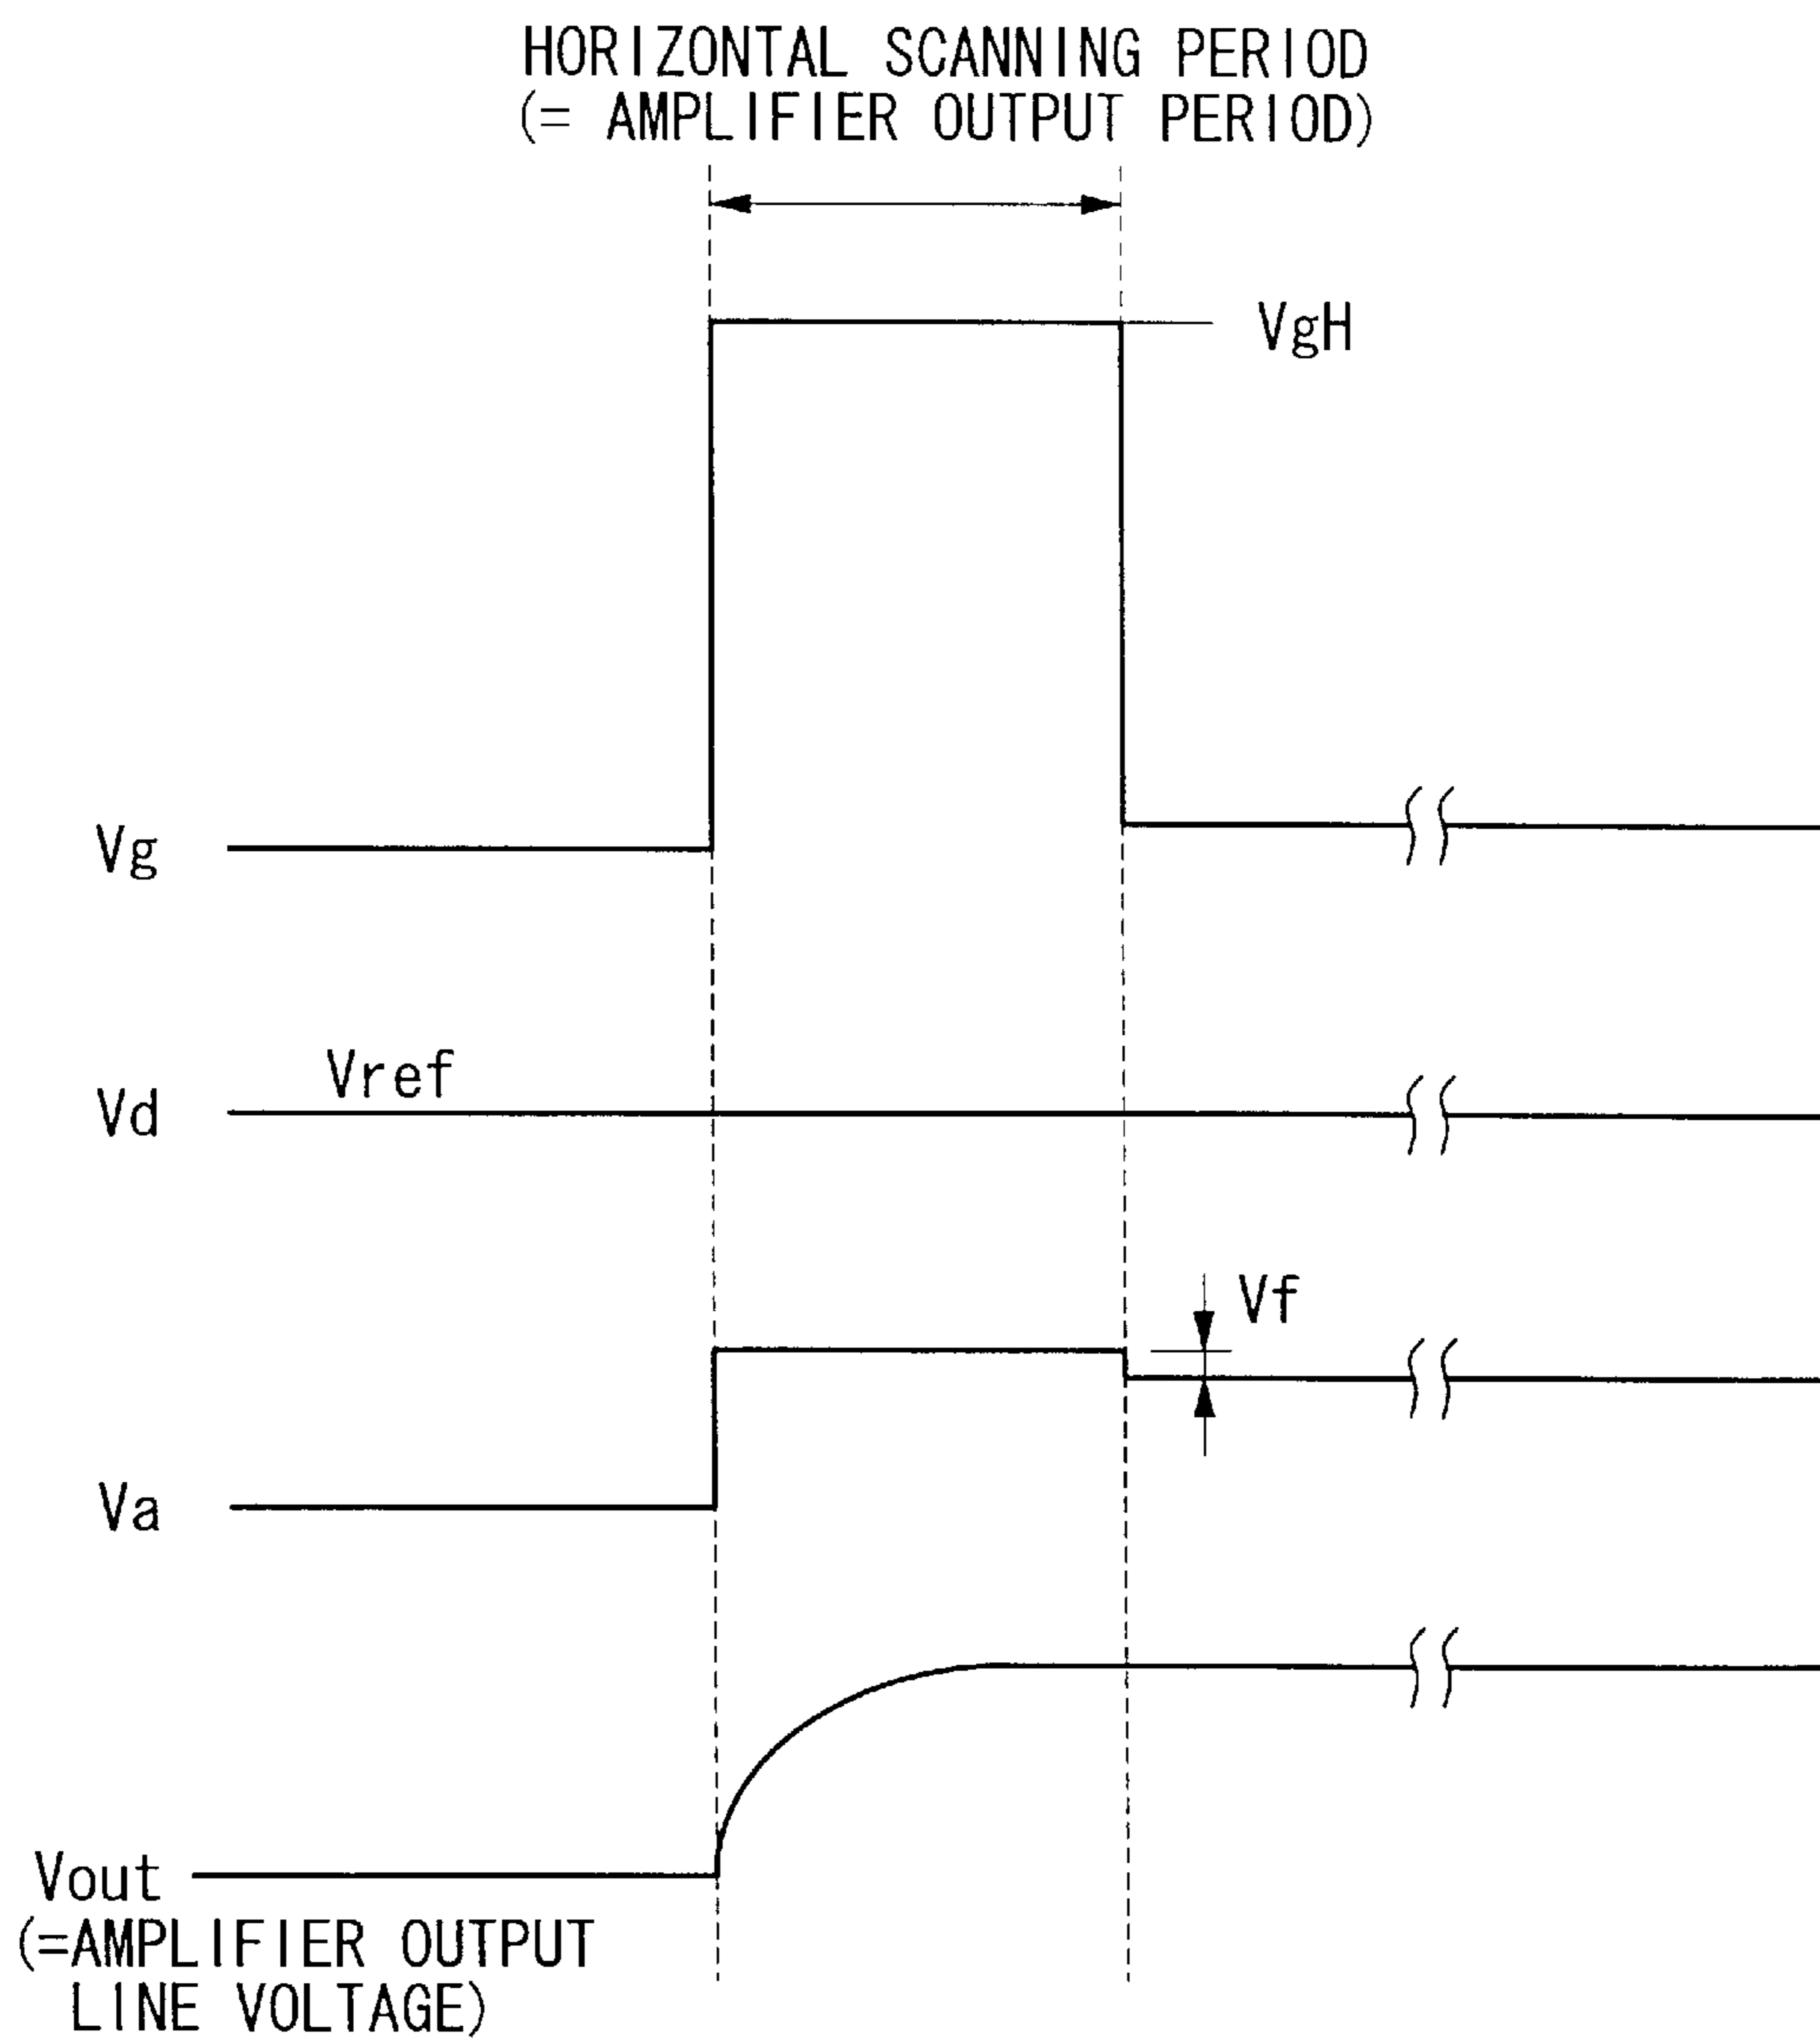 HORIZONTAL SCANNING PERIOD
(= AMPLIFIER OUTPUT PERIOD)
VgH
Vg
Vref
Vd
Vf
Va
Vout
(=AMPLIFIER OUTPUT
LINE VOLTAGE)